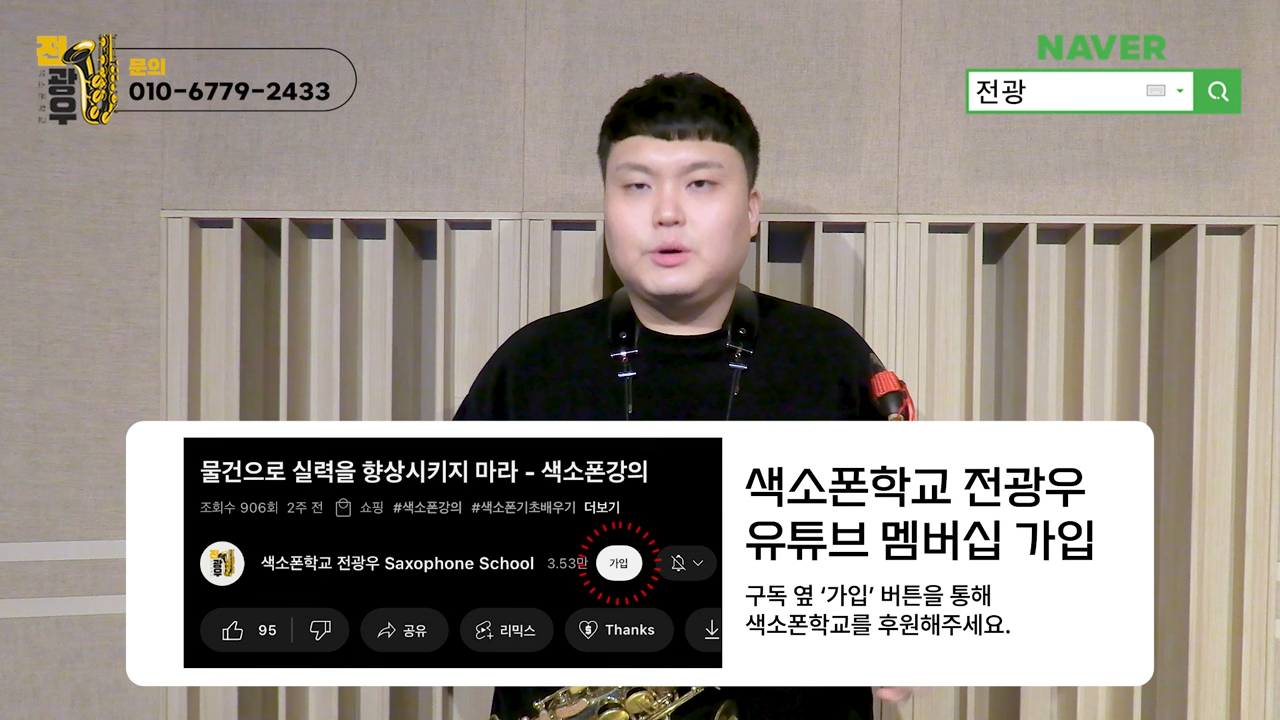 전
광
우
문의
010-6779-2433
NAVER
전광
물건으로 실력을 향상시키지 마라 - 색소폰강의
조회수 906회 2주 전 쇼핑 #색소폰강의 #색소폰기초배우기 더보기
전
광
우
색소폰학교 전광우 Saxophone School 3.53만 가입
95 공유 리믹스 Thanks
색소폰학교 전광우
유튜브 멤버십 가입
구독 옆 ‘가입’ 버튼을 통해
색소폰학교를 후원해주세요.